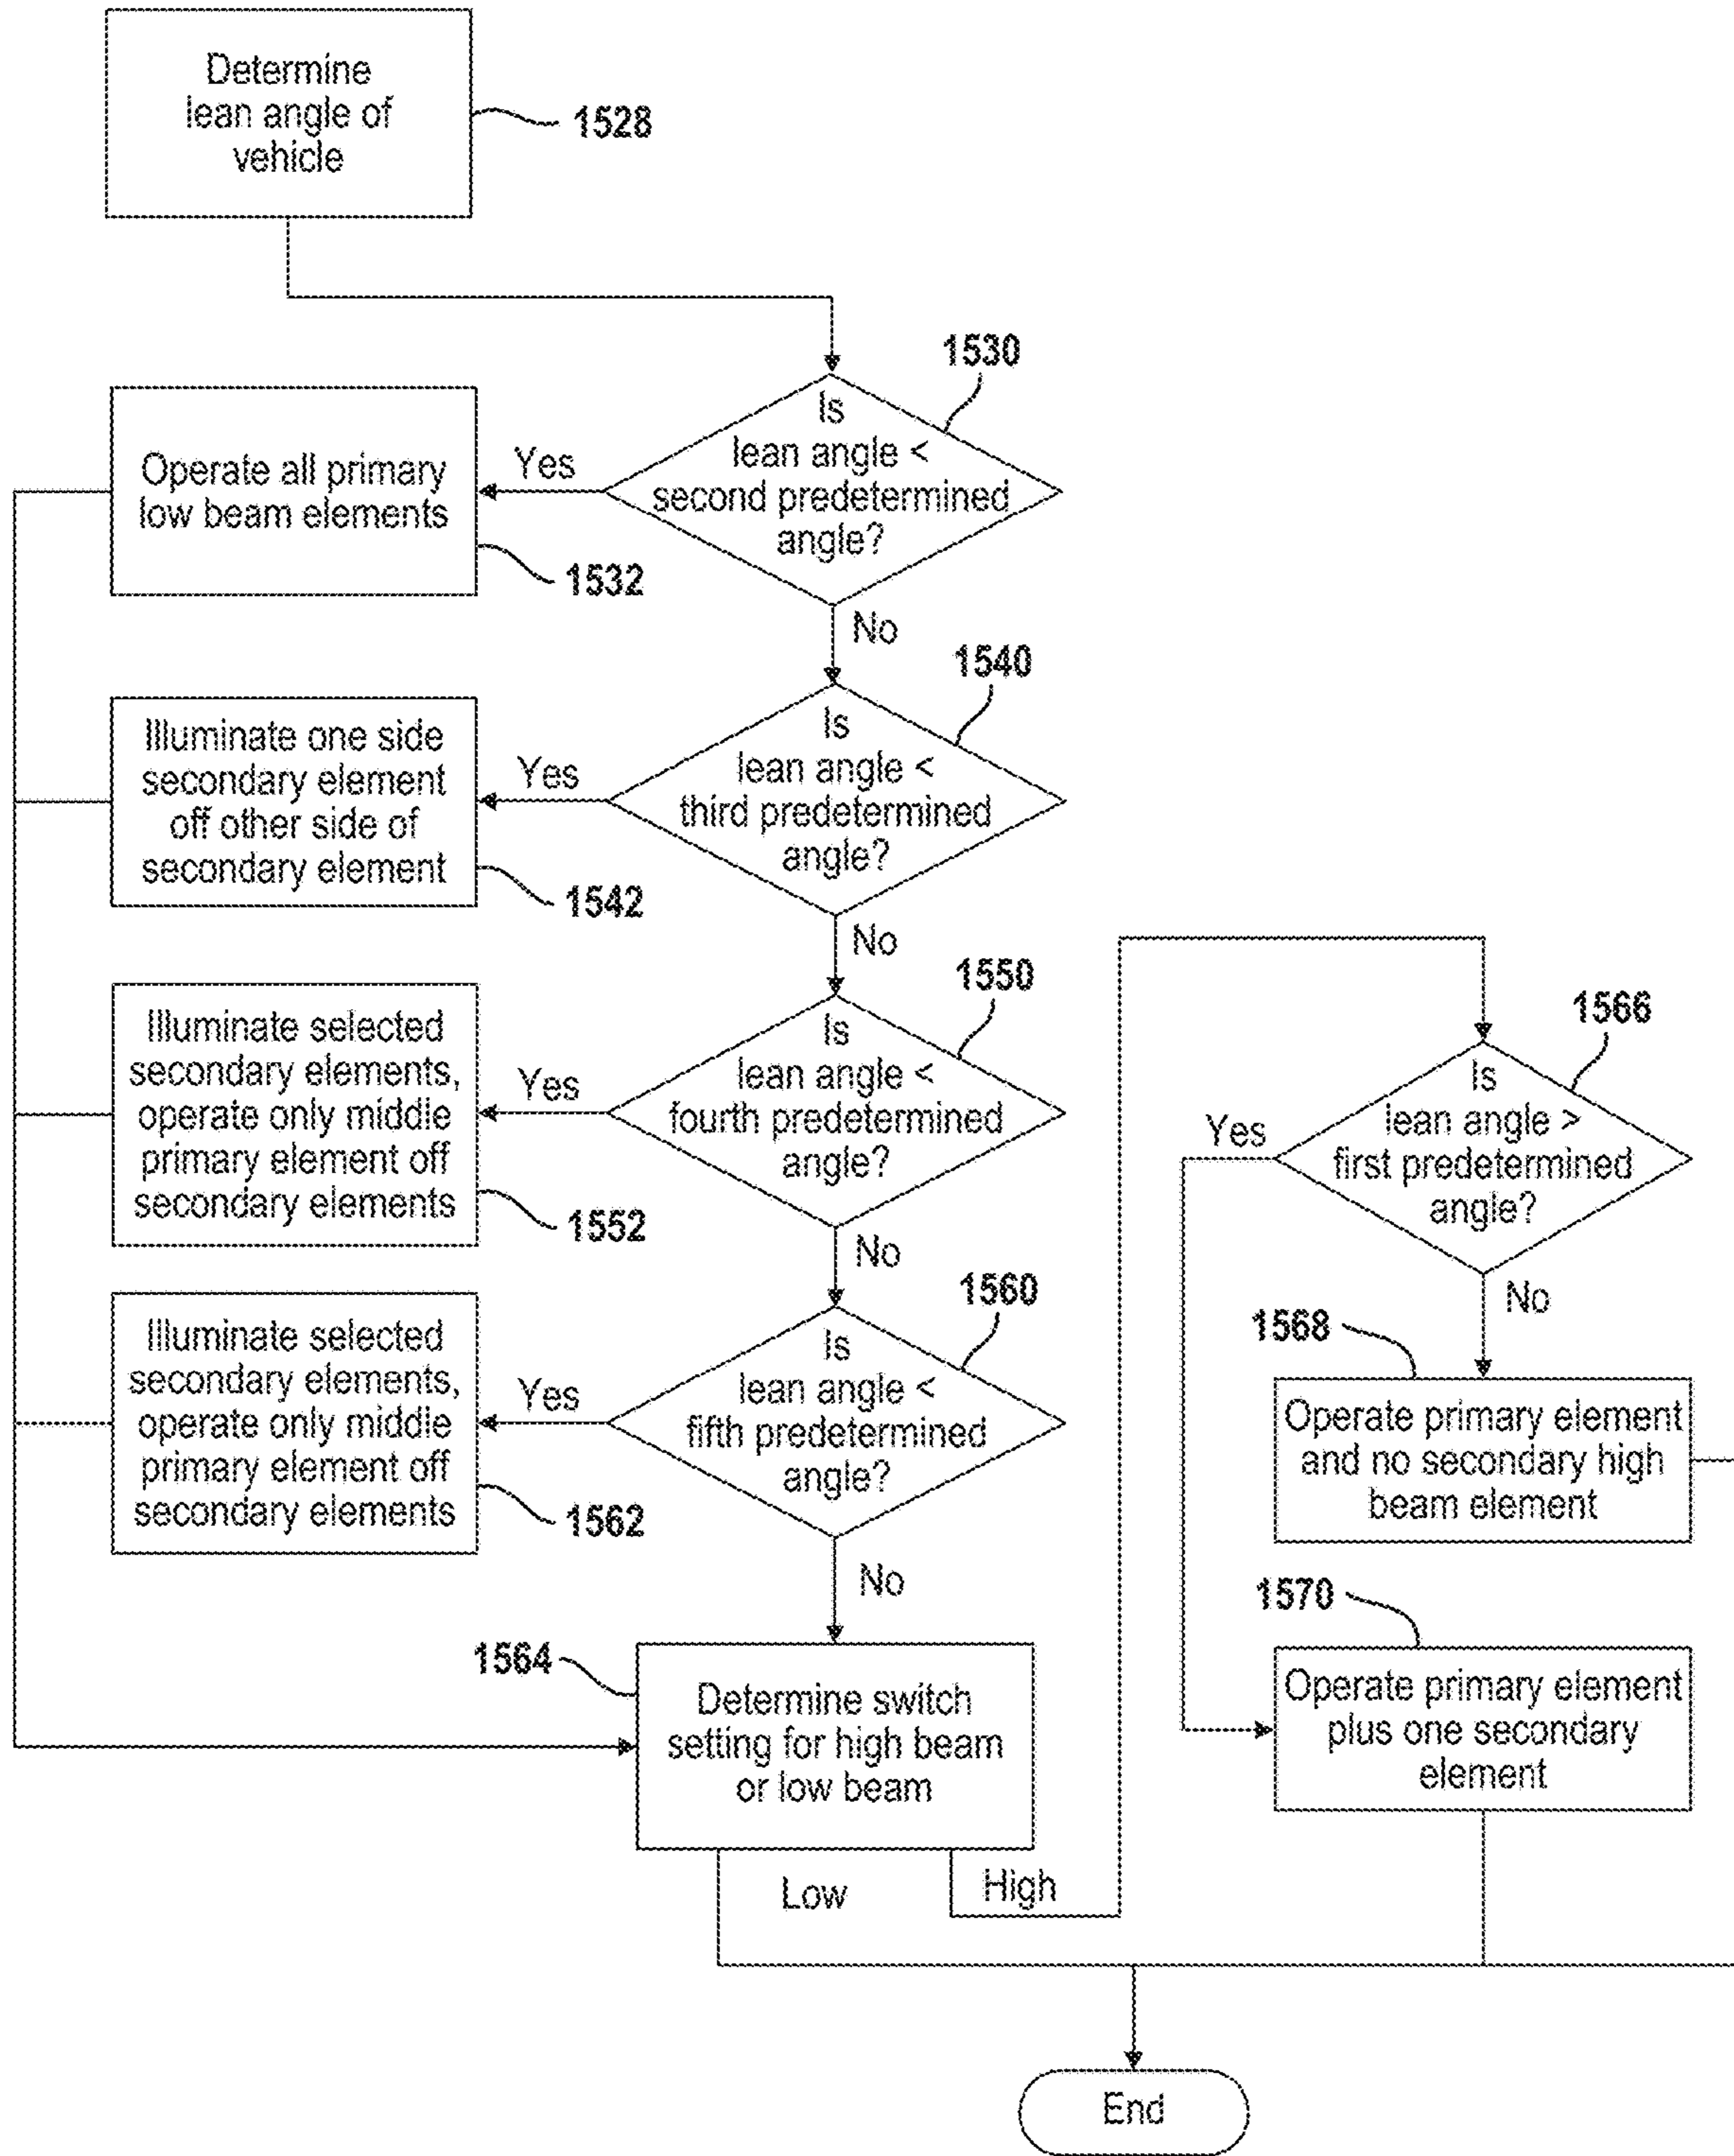 Determine
lean angle of
vehicle
1528
1530
Is
lean angle <
second predetermined
angle?
Yes
Operate all primary
low beam elements
1532
No
1540
Is
lean angle <
third predetermined
angle?
Yes
Illuminate one side
secondary element
off other side of
secondary element
1542
No
1550
Is
lean angle <
fourth predetermined
angle?
Yes
Illuminate selected
secondary elements,
operate only middle
primary element off
secondary elements
1552
No
1560
Is
lean angle <
fifth predetermined
angle?
Yes
Illuminate selected
secondary elements,
operate only middle
primary element off
secondary elements
1562
No
1564
Determine switch
setting for high beam
or low beam
Low
High
1566
Is
lean angle >
first predetermined
angle?
Yes
No
1568
Operate primary element
and no secondary high
beam element
1570
Operate primary element
plus one secondary
element
End